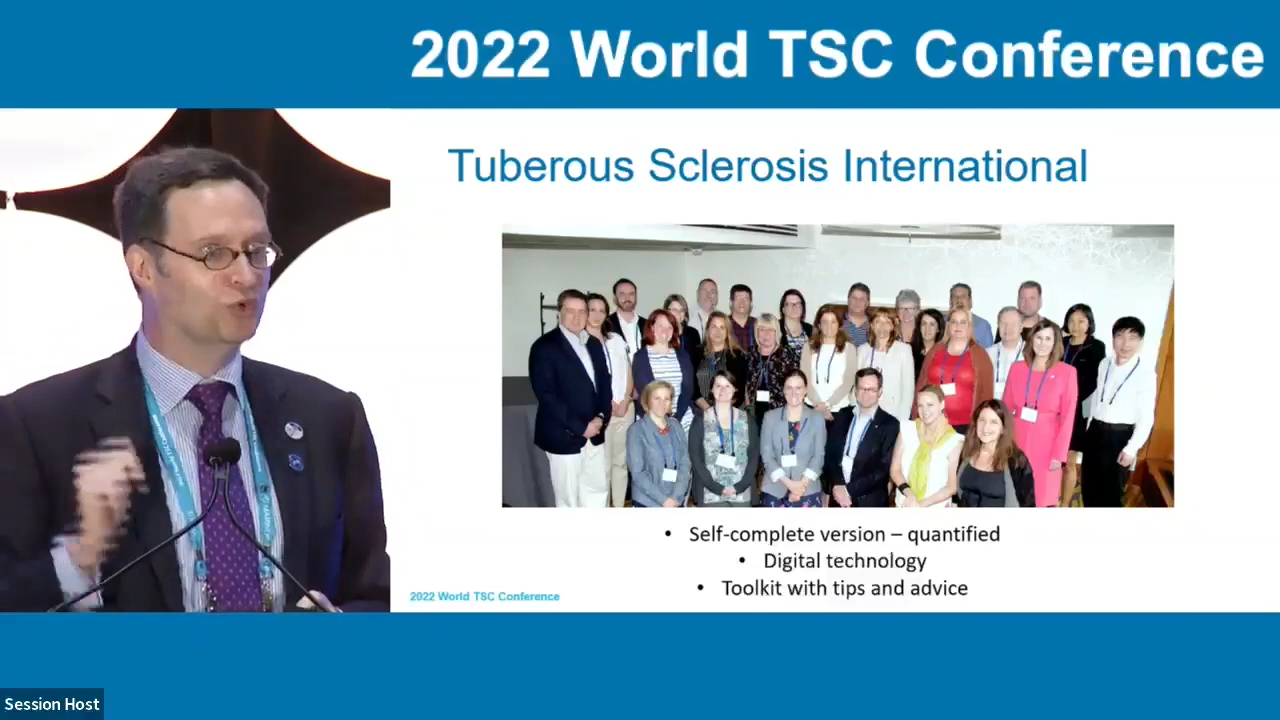 2022 World TSC Conference
Tuberous Sclerosis International
• Self-complete version – quantified
• Digital technology
• Toolkit with tips and advice
2022 World TSC Conference
Session Host